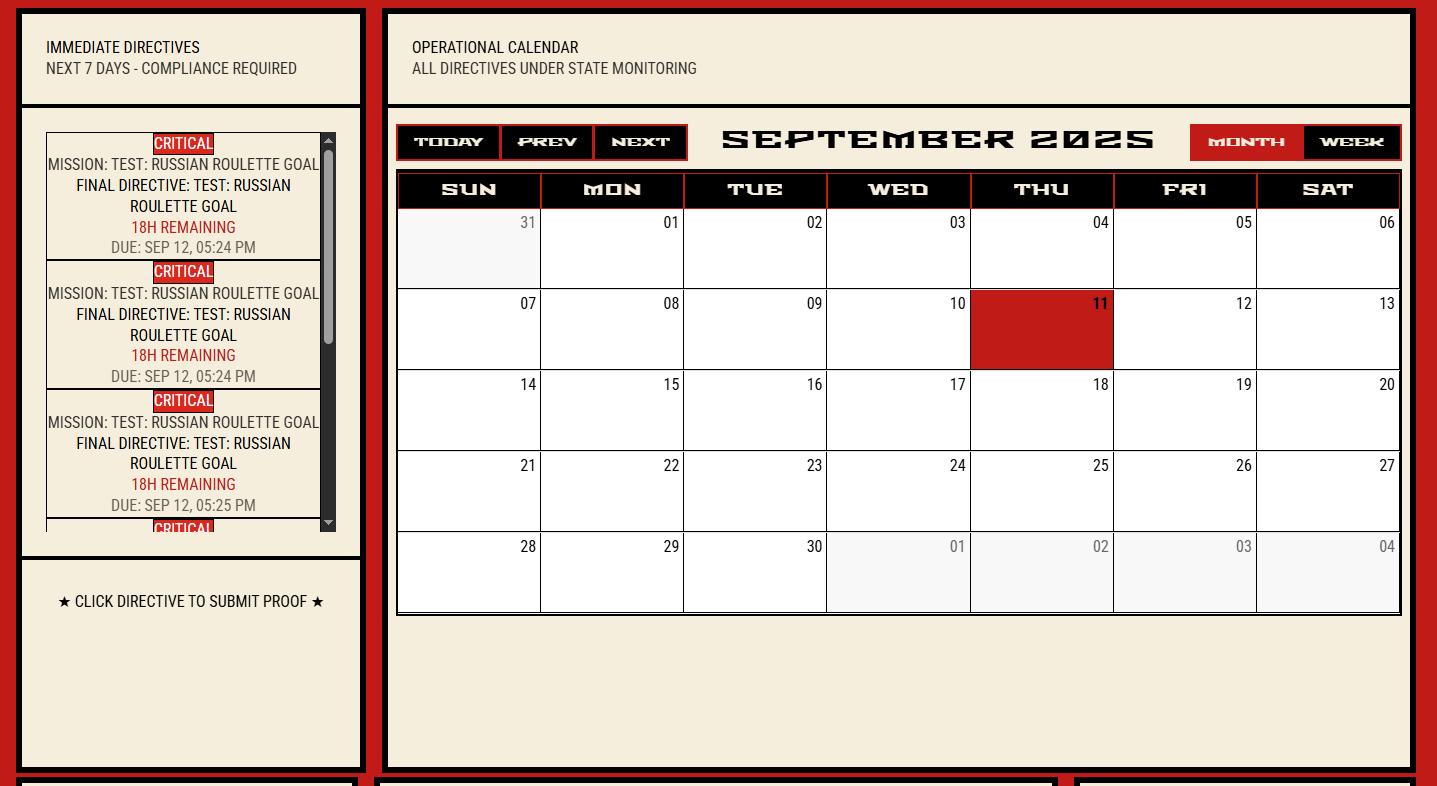 IMMEDIATE DIRECTIVES
NEXT 7 DAYS - COMPLIANCE REQUIRED
CRITICAL
MISSION: TEST: RUSSIAN ROULETTE GOAL
FINAL DIRECTIVE: TEST: RUSSIAN
ROULETTE GOAL
18H REMAINING
DUE: SEP 12, 05:24 PM
CRITICAL
MISSION: TEST: RUSSIAN ROULETTE GOAL
FINAL DIRECTIVE: TEST: RUSSIAN
ROULETTE GOAL
18H REMAINING
DUE: SEP 12, 05:24 PM
CRITICAL
MISSION: TEST: RUSSIAN ROULETTE GOAL
FINAL DIRECTIVE: TEST: RUSSIAN
ROULETTE GOAL
18H REMAINING
DUE: SEP 12, 05:25 PM
CRITICAL
★ CLICK DIRECTIVE TO SUBMIT PROOF ★
OPERATIONAL CALENDAR
ALL DIRECTIVES UNDER STATE MONITORING
TODAY PREV NEXT SEPTEMBER 2025 MONTH WEEK
SUN MON TUE WED THU FRI SAT
31 01 02 03 04 05 06
07 08 09 10 11 12 13
14 15 16 17 18 19 20
21 22 23 24 25 26 27
28 29 30 01 02 03 04